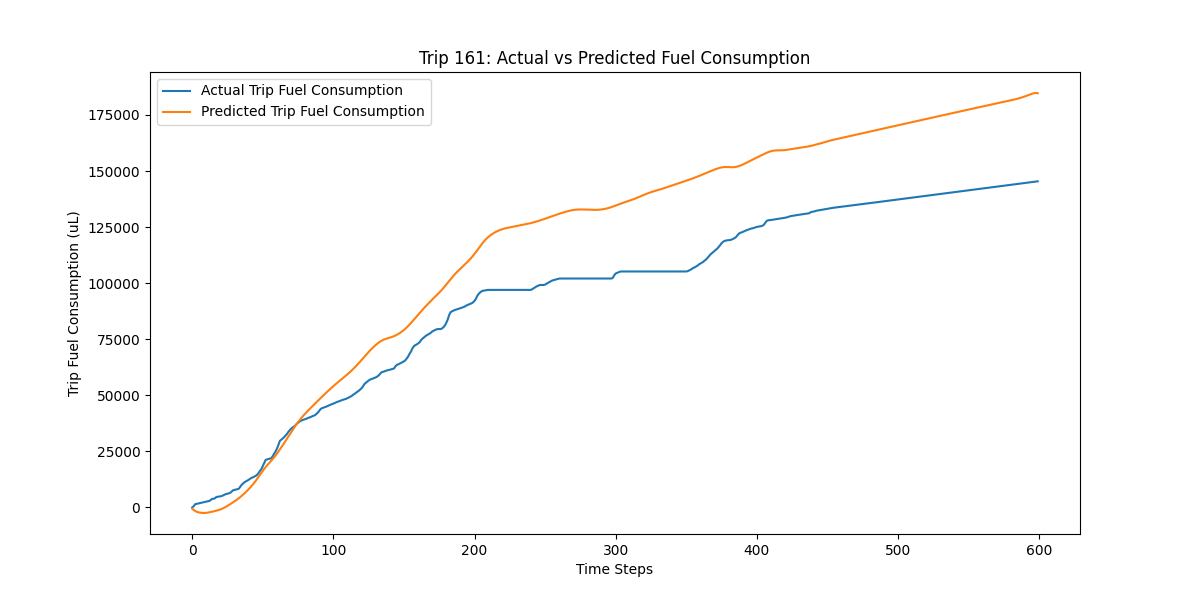 Trip 161: Actual vs Predicted Fuel Consumption
Actual Trip Fuel Consumption
Predicted Trip Fuel Consumption
Trip Fuel Consumption (uL)
175000
150000
125000
100000
75000
50000
25000
0
0 100 200 300 400 500 600
Time Steps